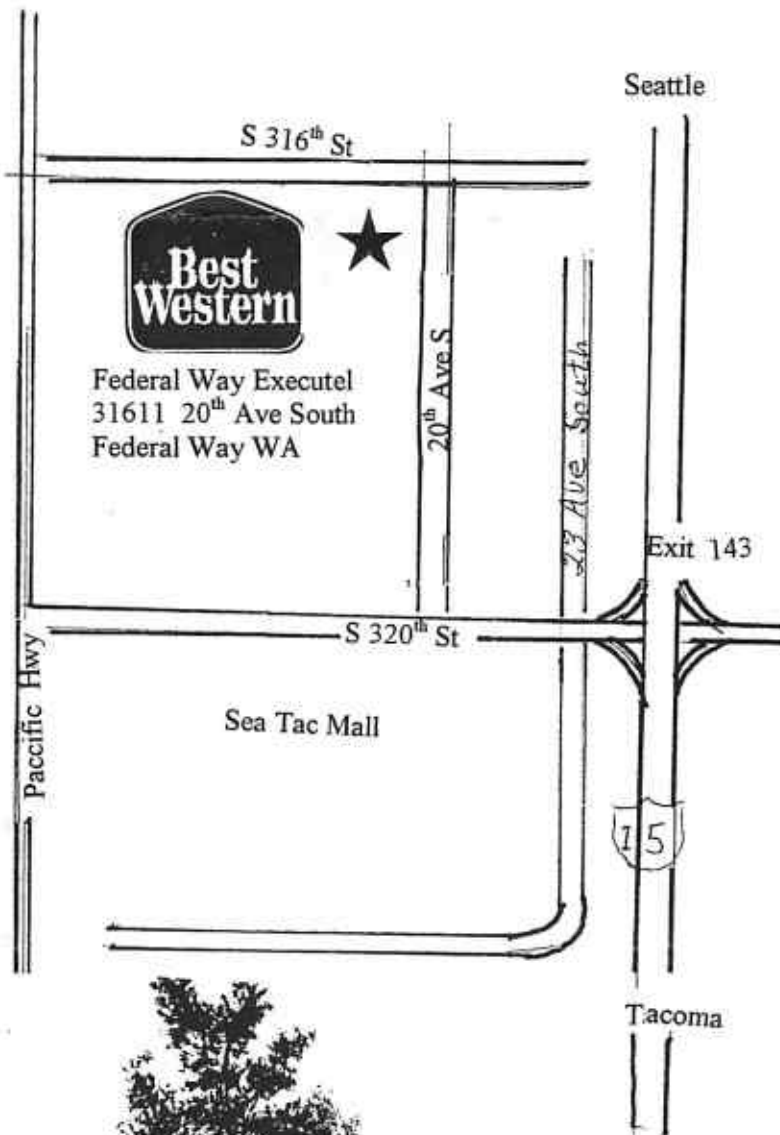 Seattle
S 316th St
Best
Western
Federal Way Executel
31611 20th Ave South
Federal Way WA
20th Ave S
23 Ave South
Exit 143
S 320th St
Paccific Hwy
Sea Tac Mall
I 5
Tacoma